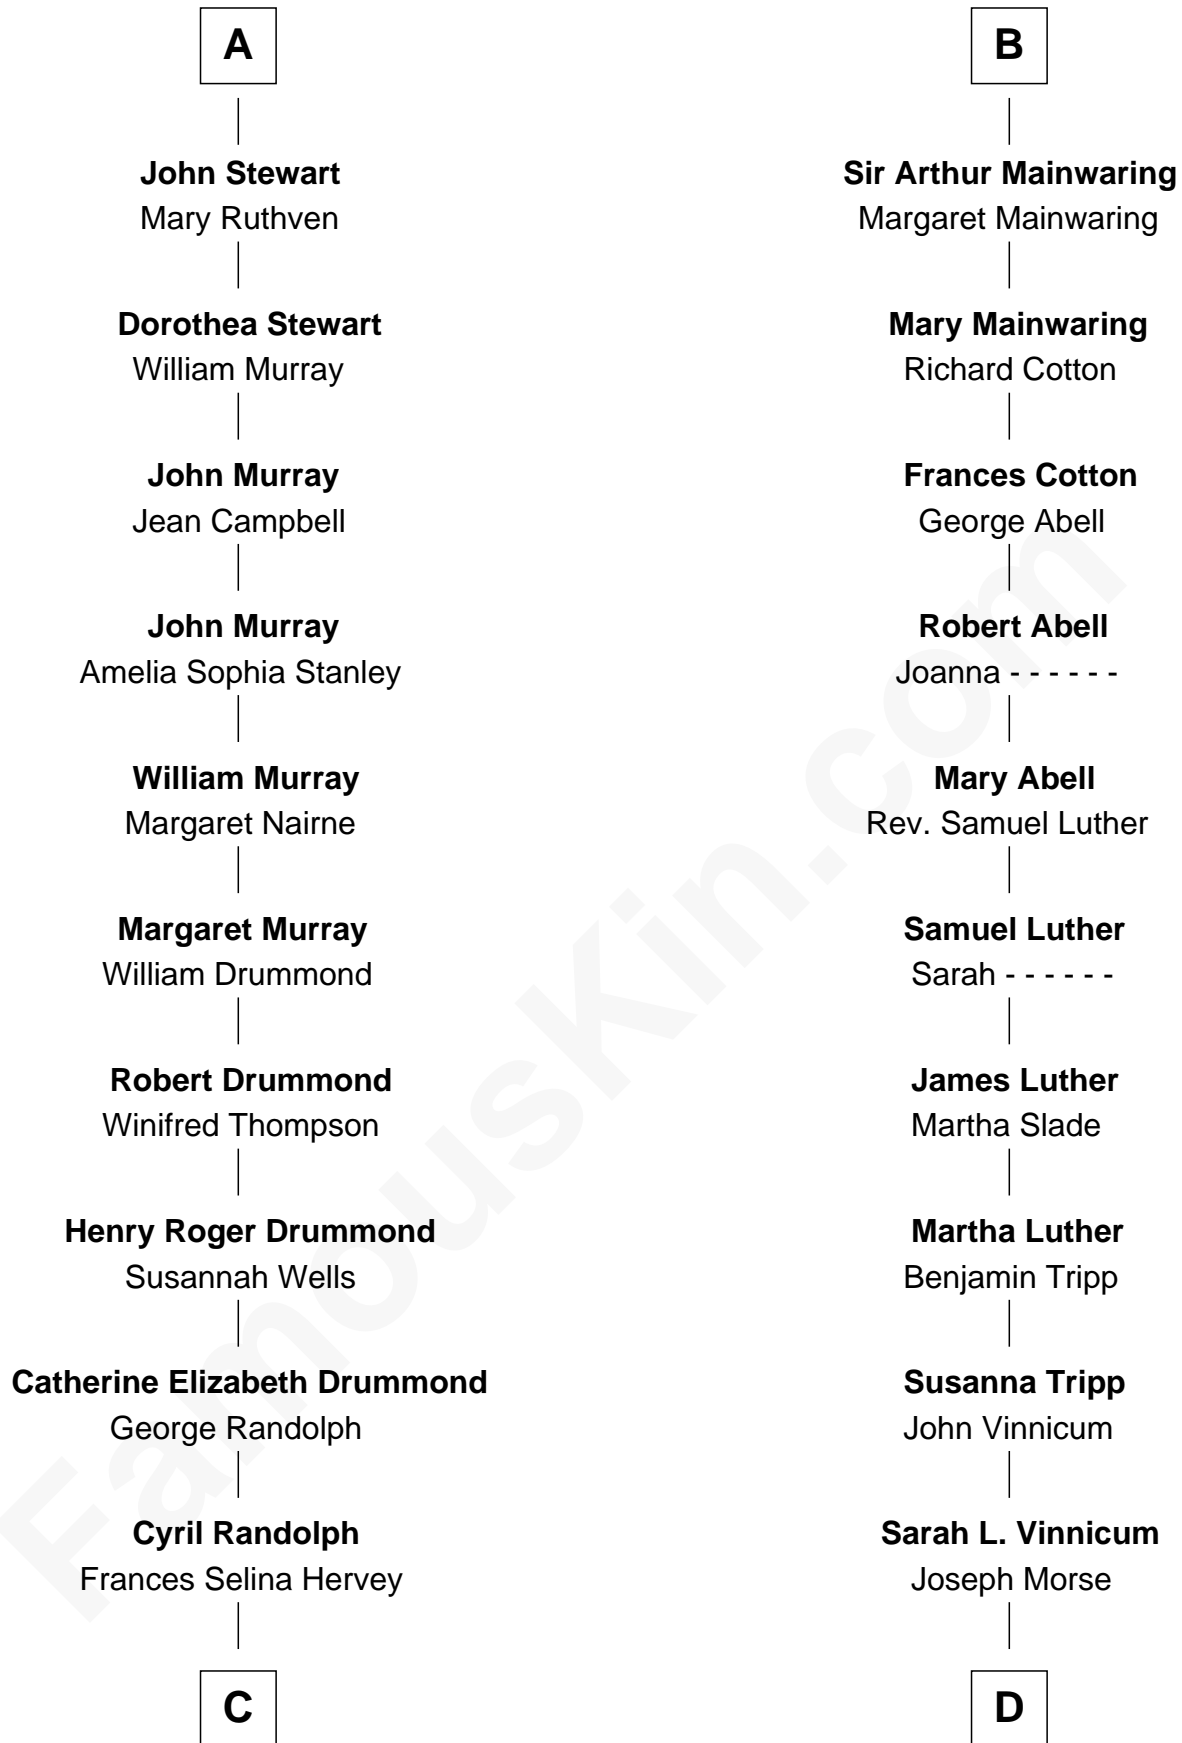 A
John Stewart
Mary Ruthven
Dorothea Stewart
William Murray
John Murray
Jean Campbell
John Murray
Amelia Sophia Stanley
William Murray
Margaret Nairne
Margaret Murray
William Drummond
Robert Drummond
Winifred Thompson
Henry Roger Drummond
Susannah Wells
Catherine Elizabeth Drummond
George Randolph
Cyril Randolph
Frances Selina Hervey
C
B
Sir Arthur Mainwaring
Margaret Mainwaring
Mary Mainwaring
Richard Cotton
Frances Cotton
George Abell
Robert Abell
Joanna - - - - - -
Mary Abell
Rev. Samuel Luther
Samuel Luther
Sarah - - - - - -
James Luther
Martha Slade
Martha Luther
Benjamin Tripp
Susanna Tripp
John Vinnicum
Sarah L. Vinnicum
Joseph Morse
D
FamousKin.com